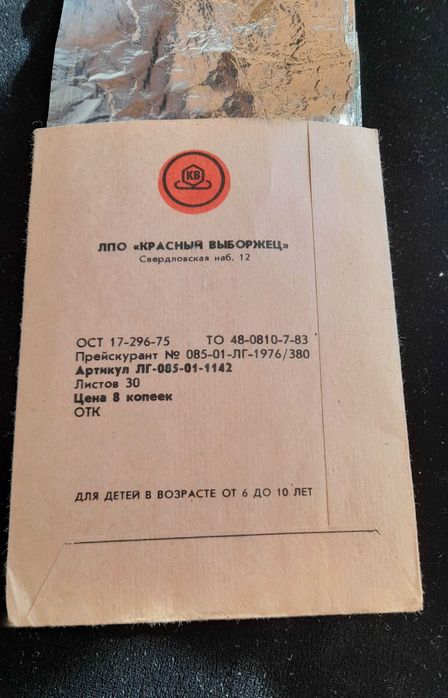 КВ
ЛПО «КРАСНЫЙ ВЫБОРЖЕЦ»
Свердловская наб. 12
ОСТ 17-296-75 ТО 48-0810-7-83
Прейскурант № 085-01-ЛГ-1976/380
Артикул ЛГ-085-01-1142
Листов 30
Цена 8 копеек
ОТК
ДЛЯ ДЕТЕЙ В ВОЗРАСТЕ ОТ 6 ДО 10 ЛЕТ